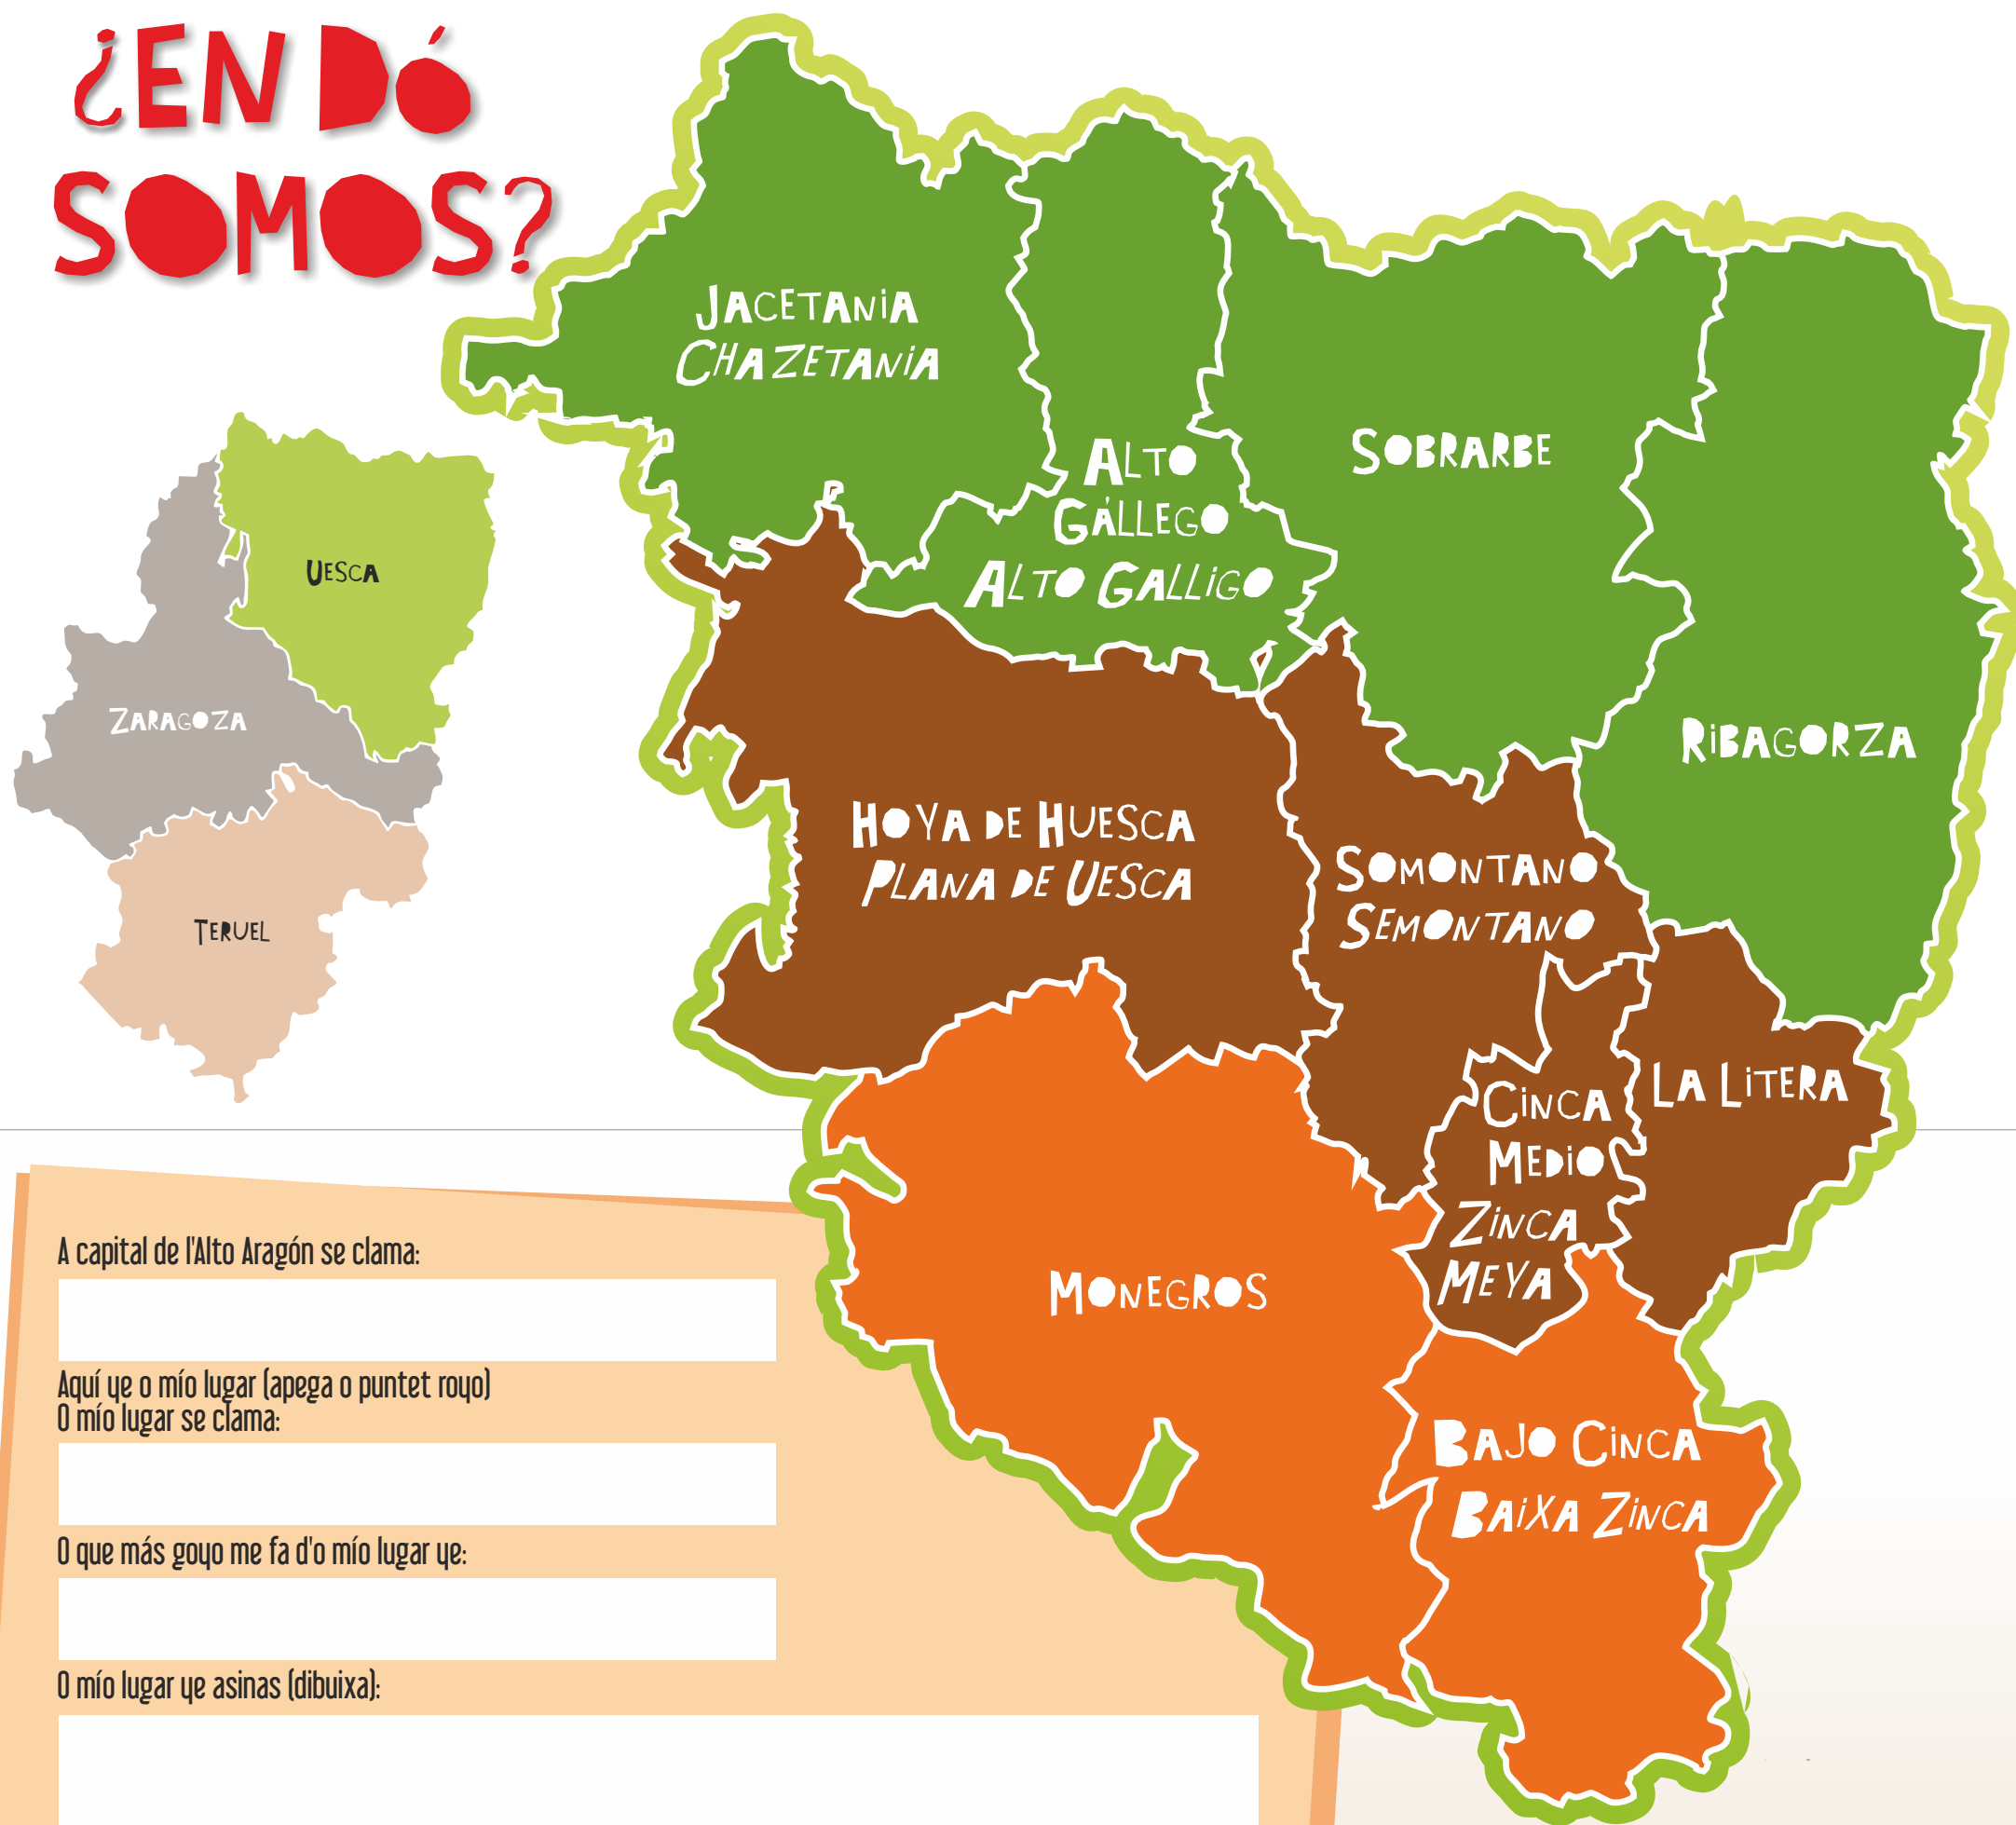 ¿EN DÓ
SOMOS?
JACETANIA
CHAZETANIA
ALTO
GÁLLEGO
ALTO GALLIGO
SOBRARBE
RIBAGORZA
UESCA
ZARAGOZA
TERUEL
HOYA DE HUESCA
PLANA DE UESCA
SOMONTANO
SEMONTANO
CINCA
MEDIO
ZINCA
MEYA
LA LITERA
MONEGROS
BAJO CINCA
BAIXA ZINCA
A capital de l'Alto Aragón se clama:
Aquí ye o mío lugar (apega o puntet royo)
O mío lugar se clama:
O que más goyo me fa d'o mío lugar ye:
O mío lugar ye asinas (dibuixa):